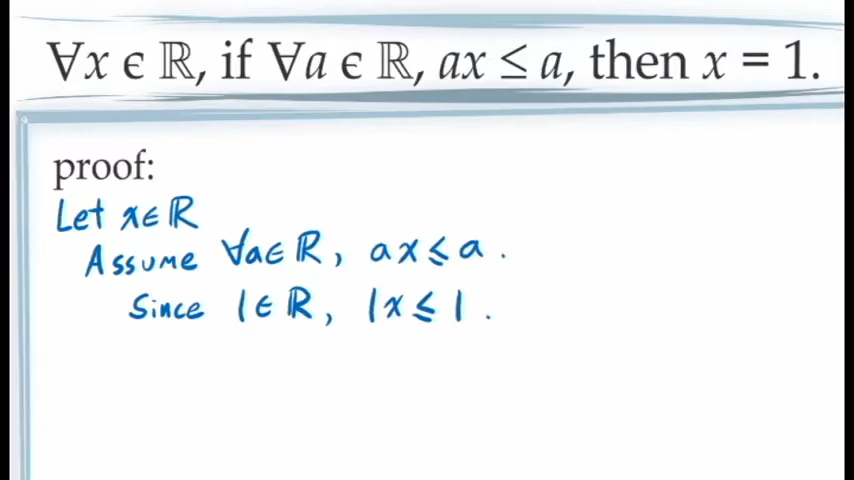 ∀x ∈ ℝ, if ∀a ∈ ℝ, ax ≤ a, then x = 1.
proof:
Let x∈ℝ
Assume ∀a∈ℝ, ax≤a.
Since 1∈ℝ, 1x≤1.